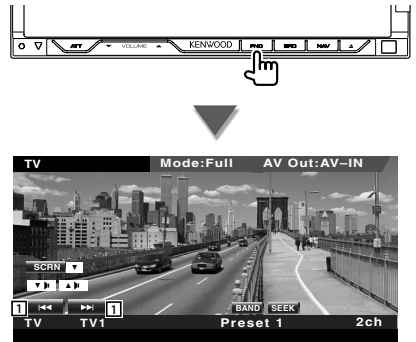 ATT VOLUME KENWOOD FNC SRC NAV
TV Mode:Full AV Out:AV–IN
SCRN
1 1
BAND SEEK
TV TV1 Preset 1 2ch